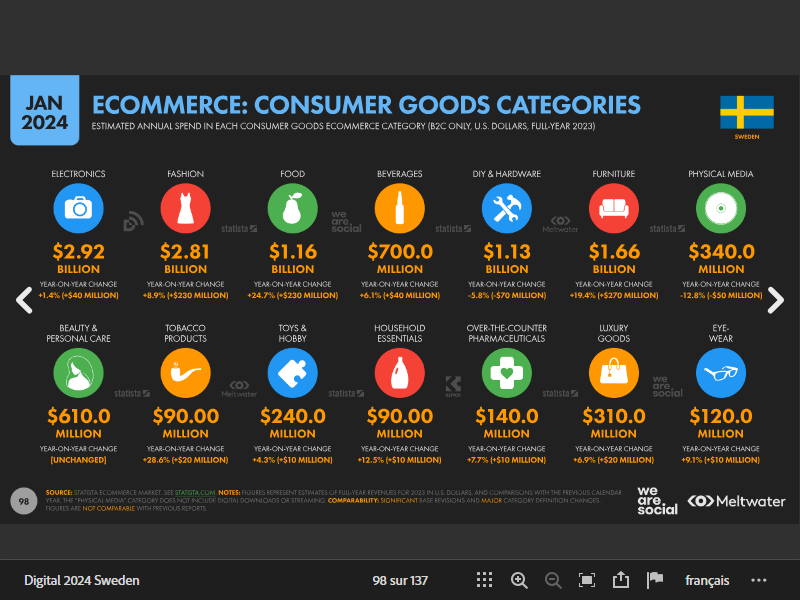 JAN
2024
ECOMMERCE: CONSUMER GOODS CATEGORIES
ESTIMATED ANNUAL SPEND IN EACH CONSUMER GOODS ECOMMERCE CATEGORY (B2C ONLY, U.S. DOLLARS, FULL-YEAR 2023)
SWEDEN
ELECTRONICS FASHION FOOD BEVERAGES DIY & HARDWARE FURNITURE PHYSICAL MEDIA
statista we are. social statista Meltwater statista
$2.92 $2.81 $1.16 $700.0 $1.13 $1.66 $340.0
BILLION BILLION BILLION MILLION BILLION BILLION MILLION
YEAR-ON-YEAR CHANGE YEAR-ON-YEAR CHANGE YEAR-ON-YEAR CHANGE YEAR-ON-YEAR CHANGE YEAR-ON-YEAR CHANGE YEAR-ON-YEAR CHANGE YEAR-ON-YEAR CHANGE
+1.4% (+$40 MILLION) +8.9% (+$230 MILLION) +24.7% (+$230 MILLION) +6.1% (+$40 MILLION) -5.8% (-$70 MILLION) +19.4% (+$270 MILLION) -12.8% (-$50 MILLION)
BEAUTY & TOBACCO TOYS & HOUSEHOLD OVER-THE-COUNTER LUXURY EYE-
PERSONAL CARE PRODUCTS HOBBY ESSENTIALS PHARMACEUTICALS GOODS WEAR
statista Meltwater statista KEPIOS statista we are. social
$610.0 $90.00 $240.0 $90.00 $140.0 $310.0 $120.0
MILLION MILLION MILLION MILLION MILLION MILLION MILLION
YEAR-ON-YEAR CHANGE YEAR-ON-YEAR CHANGE YEAR-ON-YEAR CHANGE YEAR-ON-YEAR CHANGE YEAR-ON-YEAR CHANGE YEAR-ON-YEAR CHANGE YEAR-ON-YEAR CHANGE
[UNCHANGED] +28.6% (+$20 MILLION) +4.3% (+$10 MILLION) +12.5% (+$10 MILLION) +7.7% (+$10 MILLION) +6.9% (+$20 MILLION) +9.1% (+$10 MILLION)
98
SOURCE: STATISTA ECOMMERCE MARKET. SEE STATISTA.COM. NOTES: FIGURES REPRESENT ESTIMATES OF FULL-YEAR REVENUES FOR 2023 IN U.S. DOLLARS, AND COMPARISONS WITH THE PREVIOUS CALENDAR
YEAR. THE "PHYSICAL MEDIA" CATEGORY DOES NOT INCLUDE DIGITAL DOWNLOADS OR STREAMING. COMPARABILITY: SIGNIFICANT BASE REVISIONS AND MAJOR CATEGORY DEFINITION CHANGES.
FIGURES ARE NOT COMPARABLE WITH PREVIOUS REPORTS.
we
are.
social
Meltwater
Digital 2024 Sweden
98 sur 137
français